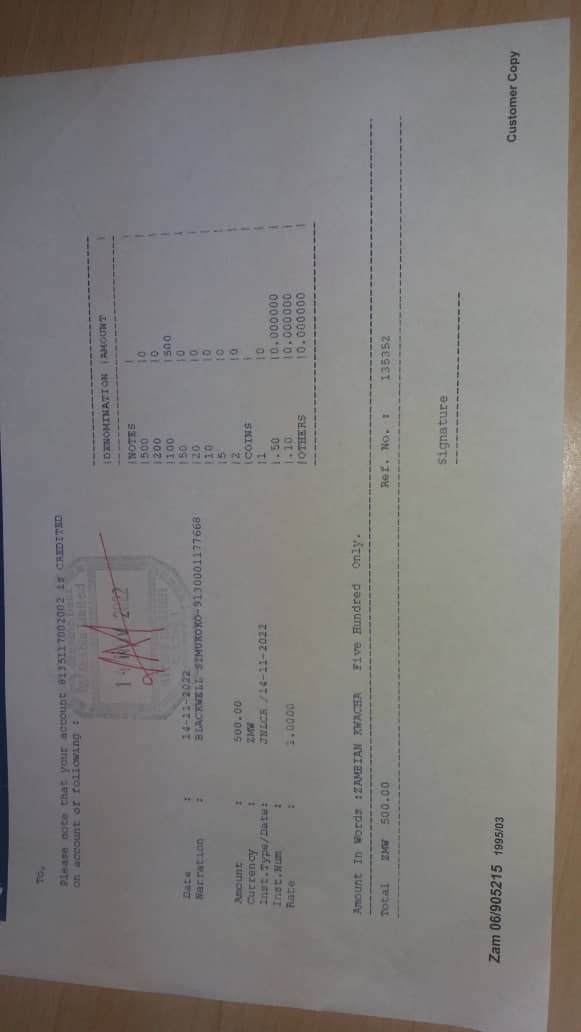 To,
Please note that your account 0135117002002 is CREDITED
on account of following :
14 NOV 2022
Date : 14-11-2022
Narration : BLACKWELL SIMUKOKO-9130001177668
Amount : 500.00
Currency : ZMW
Inst.Type/Date: JNLCR /14-11-2022
Inst.Num :
Rate : 1.0000
|DENOMINATION |AMOUNT |
|NOTES | |
|500 |0
|200 |0
|100 |500
|50 |0
|20 |0
|10 |0
|5 |0
|2 |0
|COINS |
|1 |0
|.50 |0.000000
|.10 |0.000000
|OTHERS |0.000000 |
Amount In Words :ZAMBIAN KWACHA Five Hundred Only.
Total ZMW 500.00 Ref. No. : 135352
Signature
Zam 06/905215 1995/03 Customer Copy